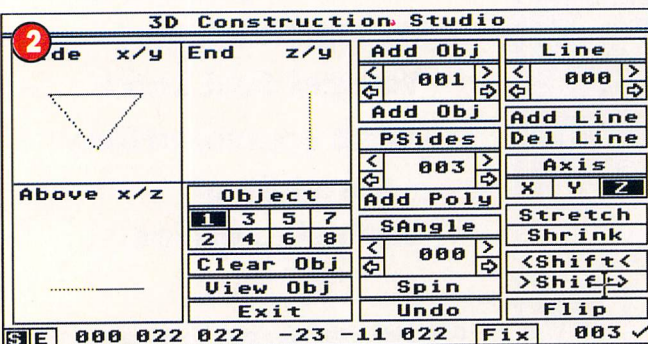 3D Construction Studio
2
de x/y
End z/y
Add Obj
< 001 >
Add Obj
PSides
< 003 >
Add Poly
SAngle
< 000 >
Spin
Undo
Line
< 000 >
Add Line
Del Line
Axis
X Y Z
Stretch
Shrink
<Shift<
>Shift>
Flip
Above x/z
Object
1 3 5 7
2 4 6 8
Clear Obj
View Obj
Exit
S E 000 022 022 -23 -11 022 Fix 003 ✓